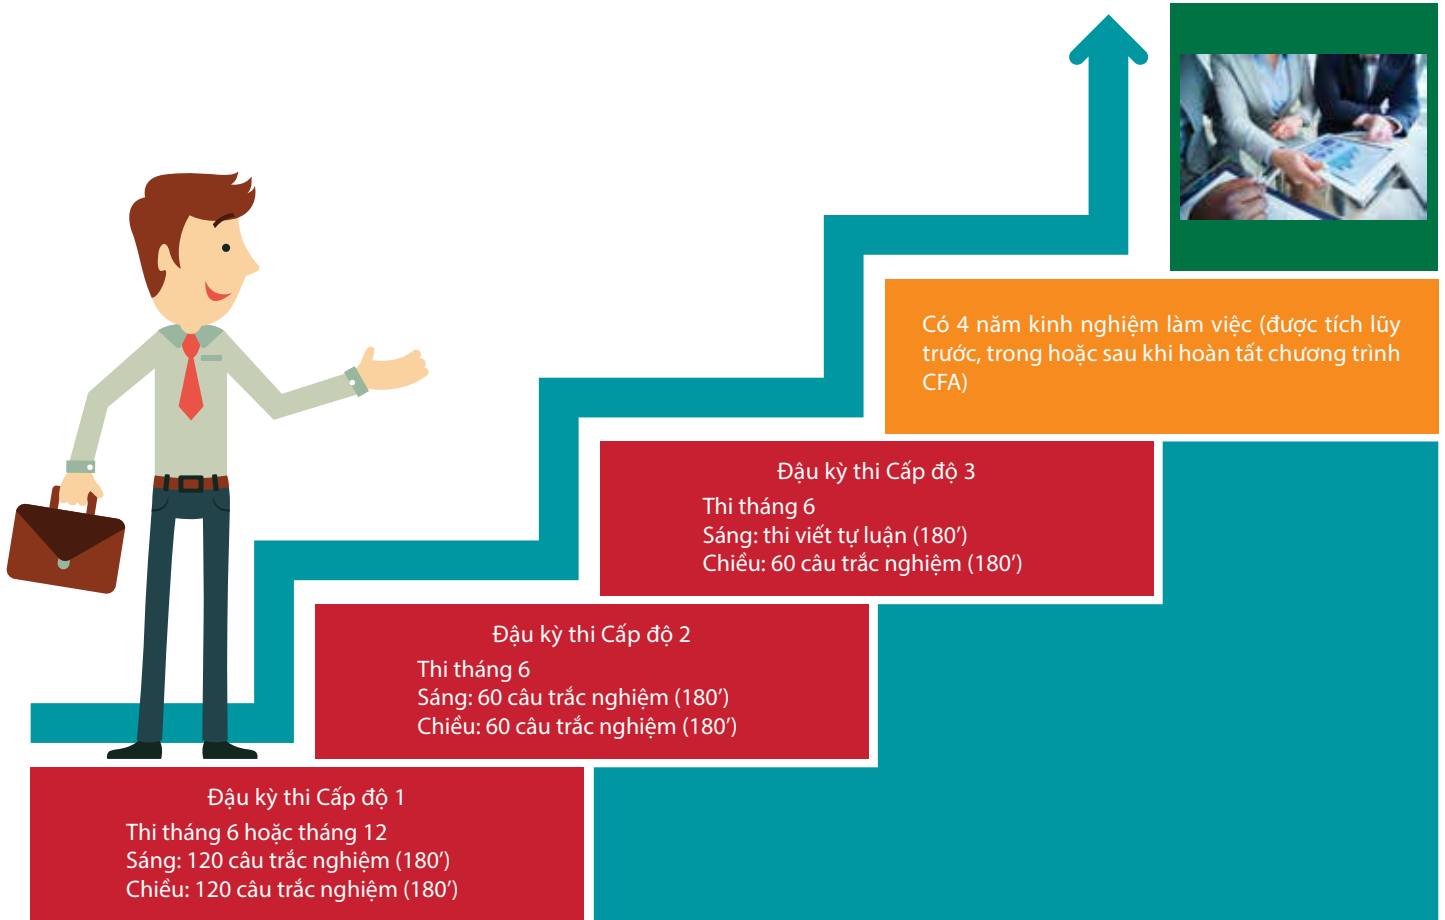 Có 4 năm kinh nghiệm làm việc (được tích lũy
trước, trong hoặc sau khi hoàn tất chương trình
CFA)
Đậu kỳ thi Cấp độ 3
Thi tháng 6
Sáng: thi viết tự luận (180’)
Chiều: 60 câu trắc nghiệm (180’)
Đậu kỳ thi Cấp độ 2
Thi tháng 6
Sáng: 60 câu trắc nghiệm (180’)
Chiều: 60 câu trắc nghiệm (180’)
Đậu kỳ thi Cấp độ 1
Thi tháng 6 hoặc tháng 12
Sáng: 120 câu trắc nghiệm (180’)
Chiều: 120 câu trắc nghiệm (180’)